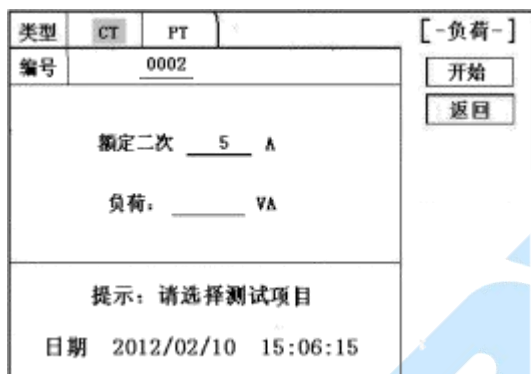 类型 CT PT
[-负荷-]
编号 0002
开始
返回
额定二次 5 A
负荷: VA
提示: 请选择测试项目
日期 2012/02/10 15:06:15